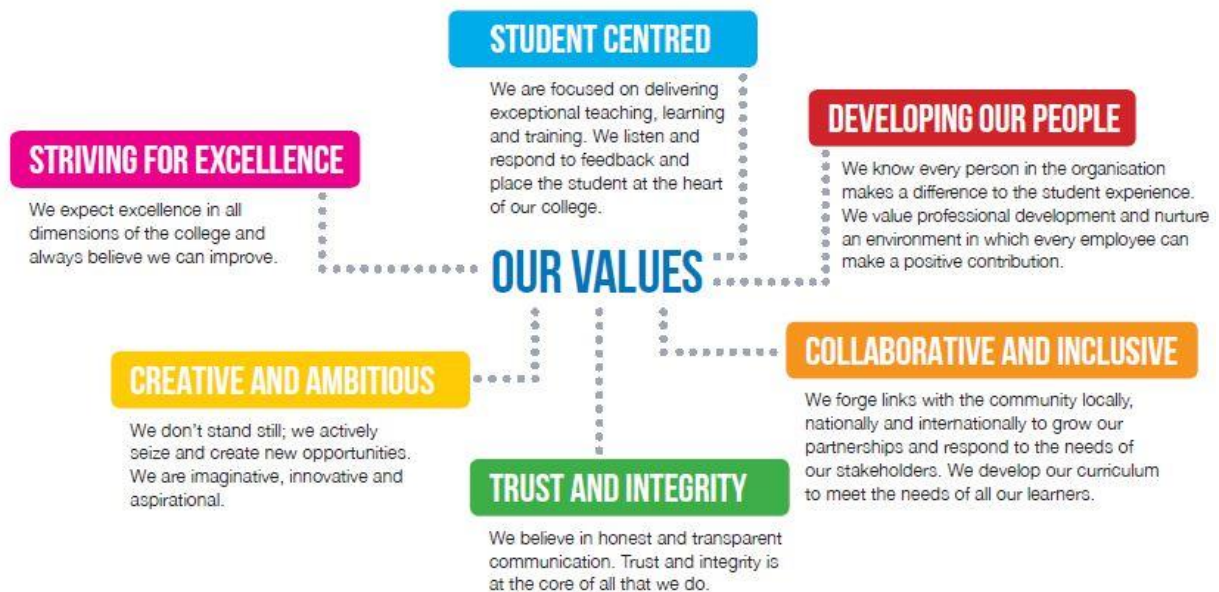 STUDENT CENTRED
We are focused on delivering
exceptional teaching, learning
and training. We listen and
respond to feedback and
place the student at the heart
of our college.
DEVELOPING OUR PEOPLE
We know every person in the organisation
makes a difference to the student experience.
We value professional development and nurture
an environment in which every employee can
make a positive contribution.
STRIVING FOR EXCELLENCE
We expect excellence in all
dimensions of the college and
always believe we can improve.
OUR VALUES
COLLABORATIVE AND INCLUSIVE
We forge links with the community locally,
nationally and internationally to grow our
partnerships and respond to the needs of
our stakeholders. We develop our curriculum
to meet the needs of all our learners.
CREATIVE AND AMBITIOUS
We don't stand still; we actively
seize and create new opportunities.
We are imaginative, innovative and
aspirational.
TRUST AND INTEGRITY
We believe in honest and transparent
communication. Trust and integrity is
at the core of all that we do.